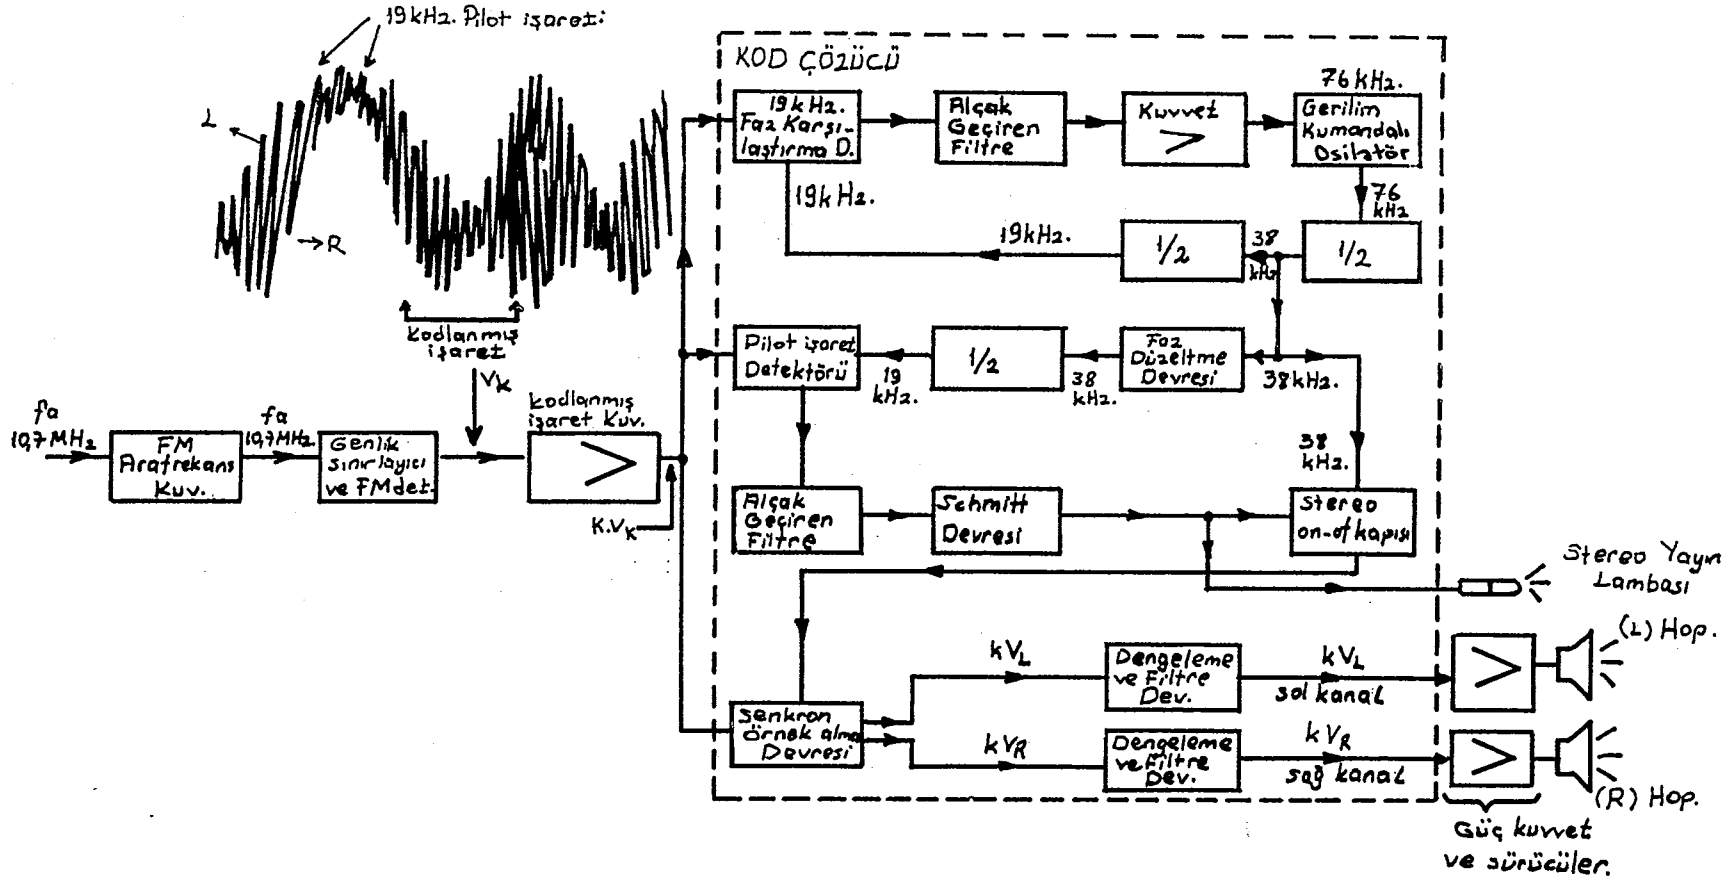 19kHz. Pilot işaret:
L
→R
Kodlanmış
işaret
Vk
fa
10,7MHz
FM
Arafrekans
Kuv.
fa
10,7MHz.
Genlik
sınırlayıcı
ve FMdet.
kodlanmış
işaret Kuv.
>
K.Vk
KOD ÇÖZÜCÜ
19kHz.
Faz Karşı-
laştırma D.
Alçak
Geçiren
Filtre
Kuvvet
>
76kHz.
Gerilim
Kumandalı
Osilatör
76
kHz
19kHz.
19kHz.
1/2
38
kHz
1/2
Pilot işaret
Detektörü
19
kHz.
1/2
38
kHz.
Faz
Düzeltme
Devresi
38kHz.
38
kHz.
Alçak
Geçiren
Filtre
Schmitt
Devresi
Stereo
on-of kapısı
Stereo Yayın
Lambası
Senkron
örnek alma
Devresi
kVL
Dengeleme
ve Filtre
Dev.
kVL
sol kanal
>
(L) Hop.
kVR
Dengeleme
ve Filtre
Dev.
kVR
sağ kanal
>
(R) Hop.
Güç kuvvet
ve sürücüler.